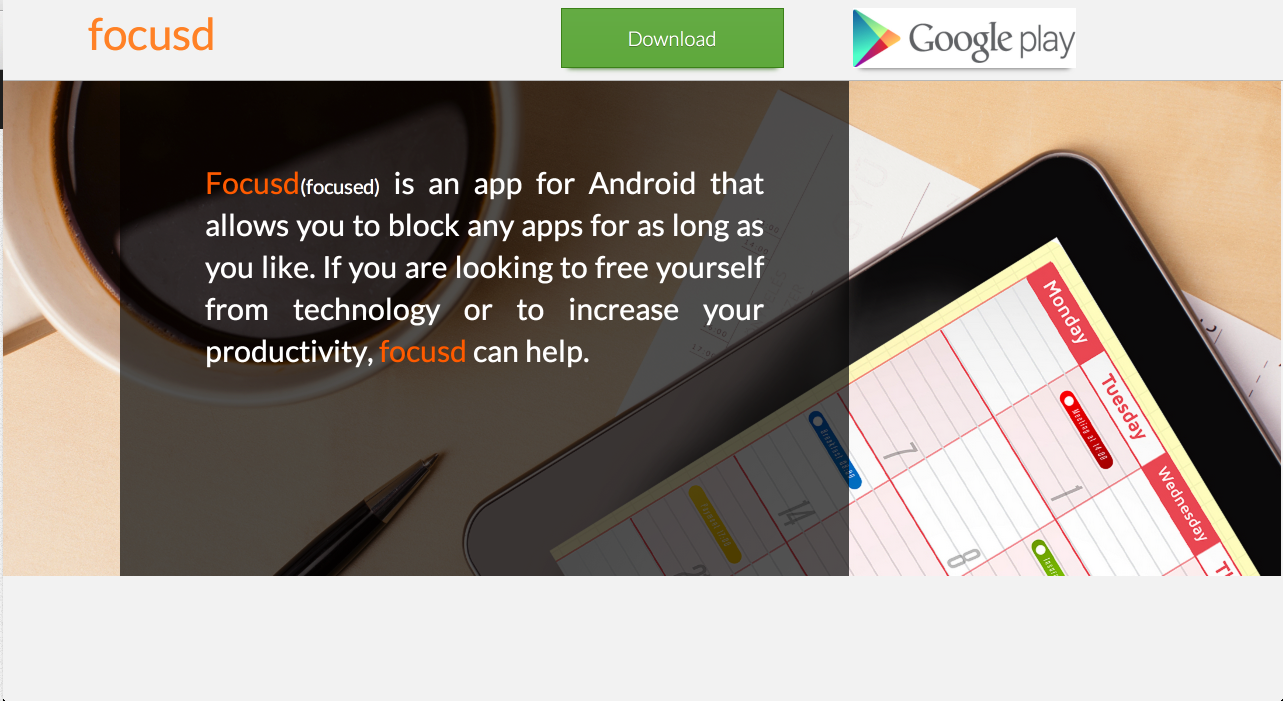 focusd
Download
Google play
Focusd(focused) is an app for Android that
allows you to block any apps for as long as
you like. If you are looking to free yourself
from technology or to increase your
productivity, focusd can help.
Monday
Tuesday
Wednesday
Meeting at 14:00
7
1
14
8